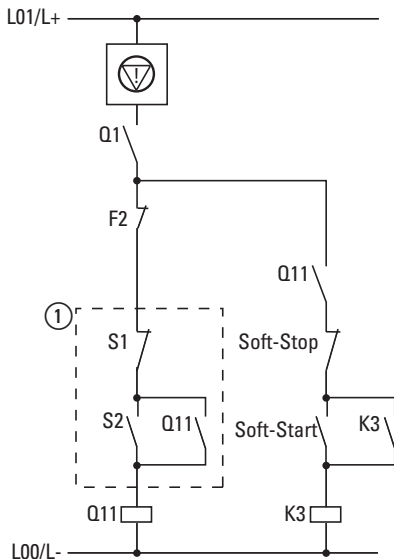 L01/L+
!
Q1
F2
Q11
1
S1
Soft-Stop
S2
Q11
Soft-Start
K3
Q11
K3
L00/L-